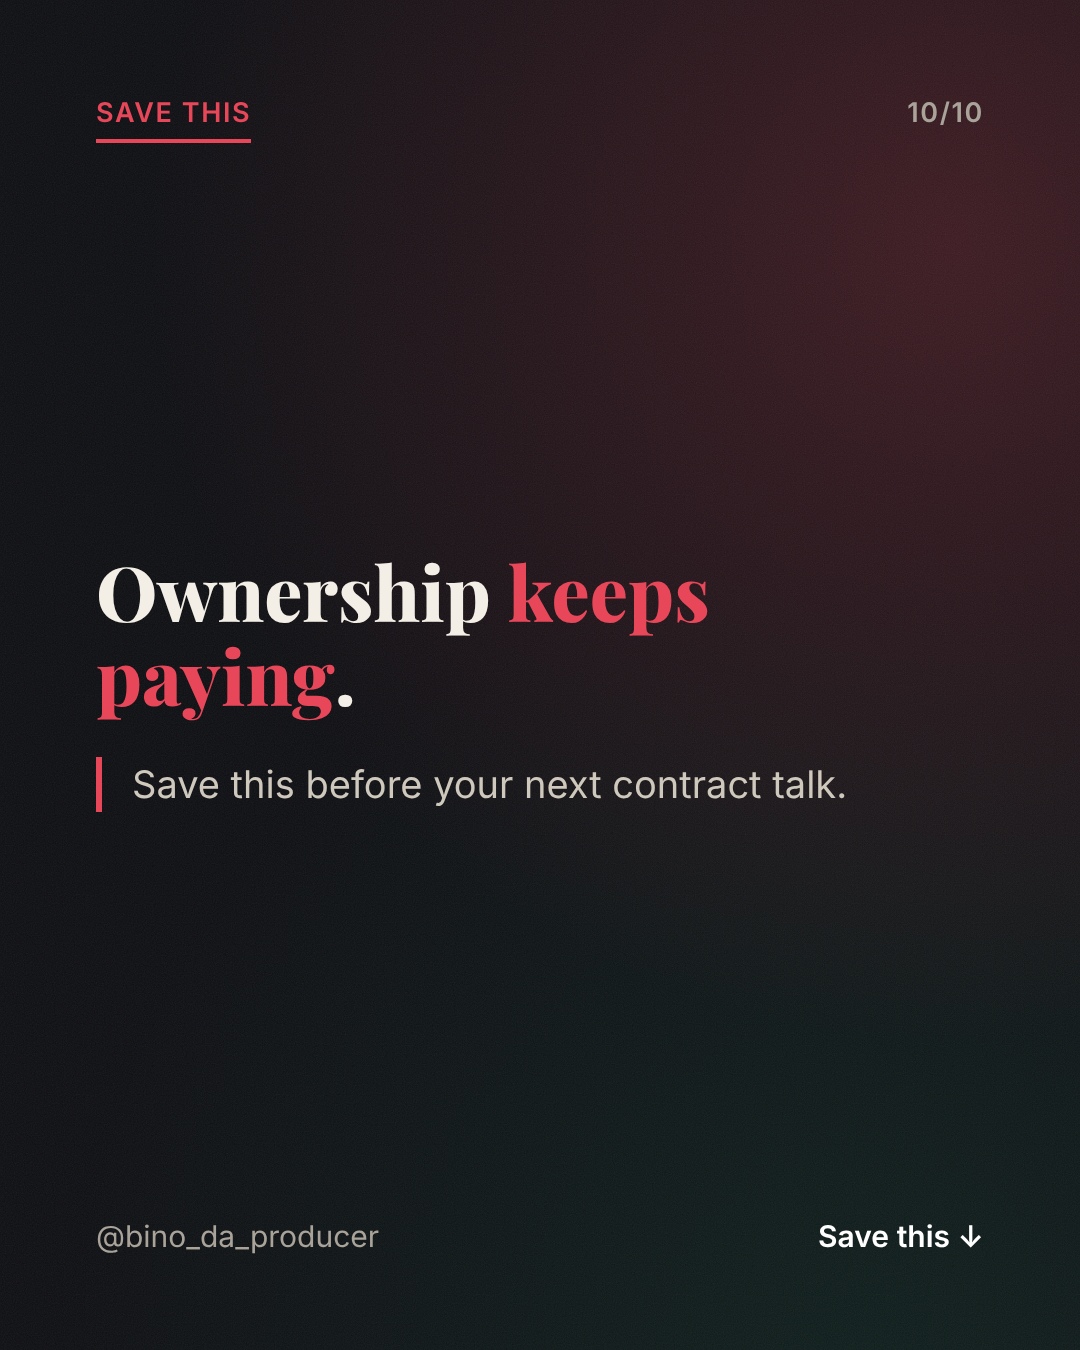 SAVE THIS
10/10
Ownership keeps
paying.
Save this before your next contract talk.
@bino_da_producer
Save this ↓